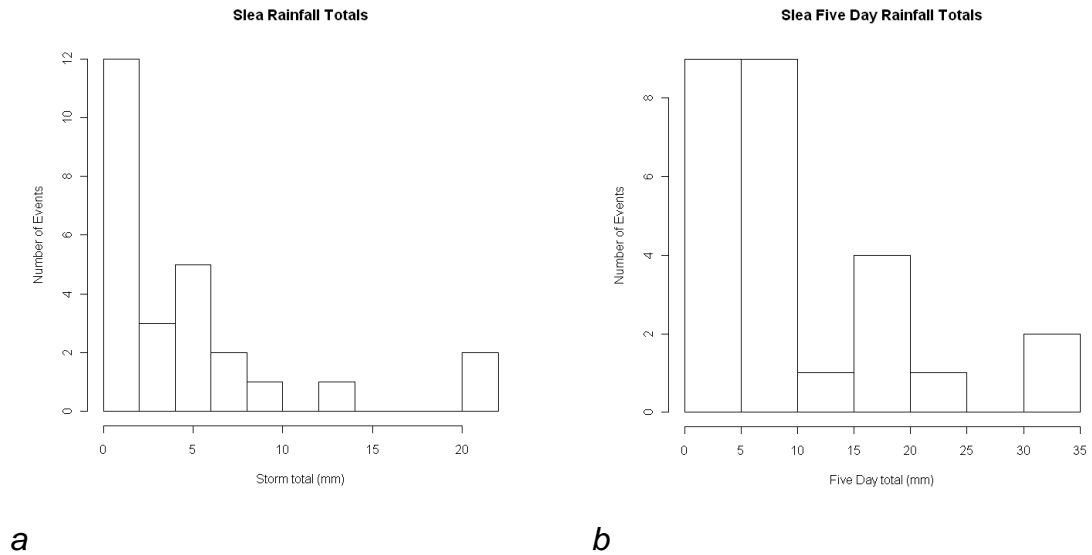 Slea Rainfall Totals
12
10
8
6
4
2
0
Number of Events
0 5 10 15 20
Storm total (mm)
a
Slea Five Day Rainfall Totals
8
6
4
2
0
Number of Events
0 5 10 15 20 25 30 35
Five Day total (mm)
b